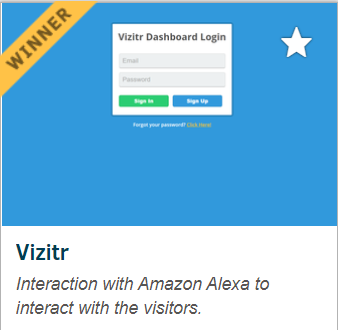 WINNER
Vizitr Dashboard Login
Email
Password
Sign In
Sign Up
Forgot your password? Click Here!
Vizitr
Interaction with Amazon Alexa to
interact with the visitors.